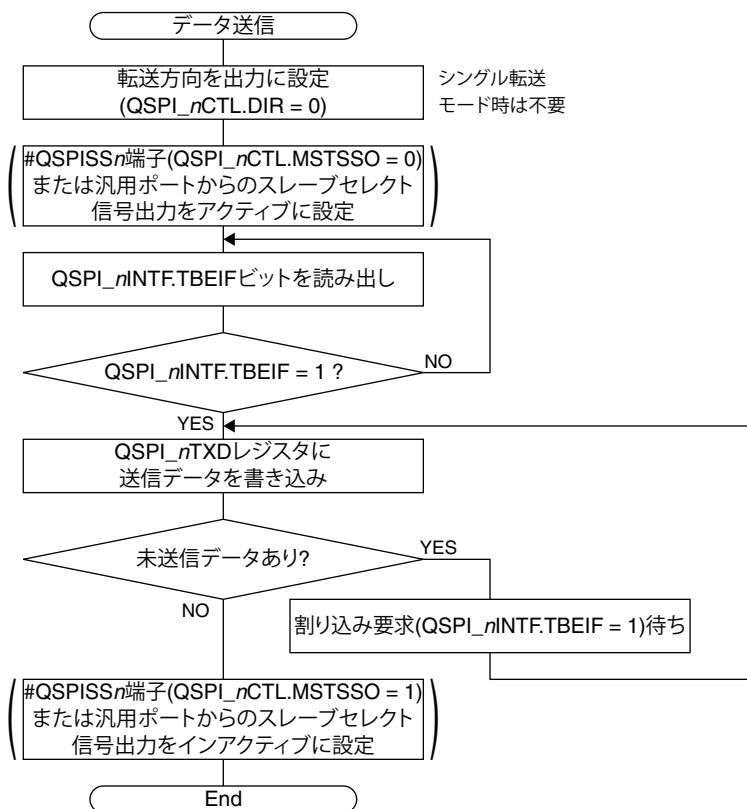 データ送信
転送方向を出力に設定
(QSPI_nCTL.DIR = 0)
シングル転送
モード時は不要
#QSPISSn端子(QSPI_nCTL.MSTSSO = 0)
または汎用ポートからのスレーブセレクト
信号出力をアクティブに設定
QSPI_nINTF.TBEIFビットを読み出し
QSPI_nINTF.TBEIF = 1 ?
NO
YES
QSPI_nTXDレジスタに
送信データを書き込み
未送信データあり?
YES
NO
割り込み要求(QSPI_nINTF.TBEIF = 1)待ち
#QSPISSn端子(QSPI_nCTL.MSTSSO = 1)
または汎用ポートからのスレーブセレクト
信号出力をインアクティブに設定
End